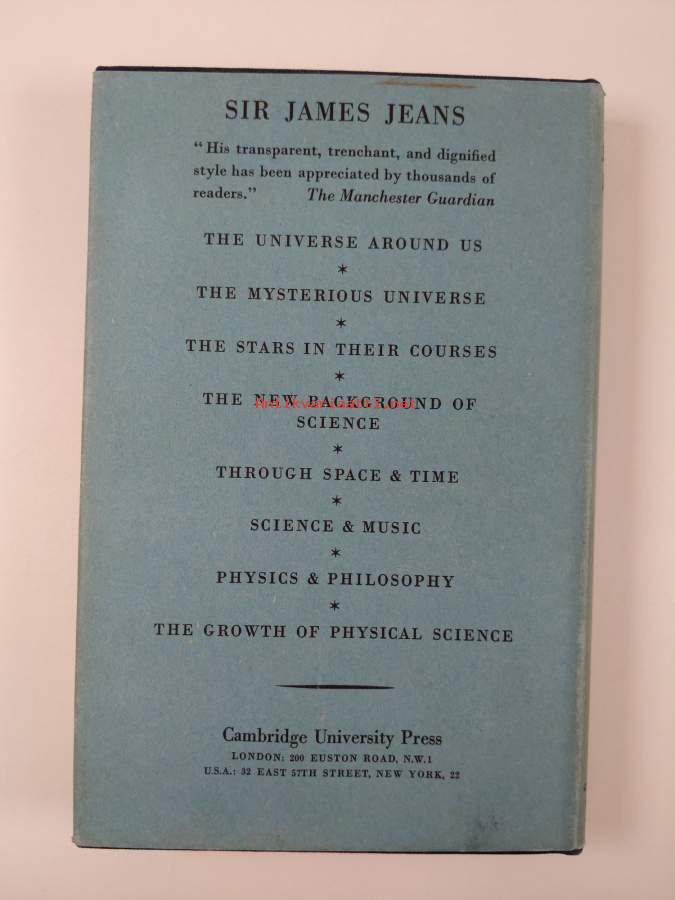 SIR JAMES JEANS
“His transparent, trenchant, and dignified
style has been appreciated by thousands of
readers.” The Manchester Guardian
THE UNIVERSE AROUND US
*
THE MYSTERIOUS UNIVERSE
*
THE STARS IN THEIR COURSES
*
THE NEW BACKGROUND OF
SCIENCE
*
THROUGH SPACE & TIME
*
SCIENCE & MUSIC
*
PHYSICS & PHILOSOPHY
*
THE GROWTH OF PHYSICAL SCIENCE
Cambridge University Press
LONDON: 200 EUSTON ROAD, N.W.1
U.S.A.: 32 EAST 57TH STREET, NEW YORK, 22